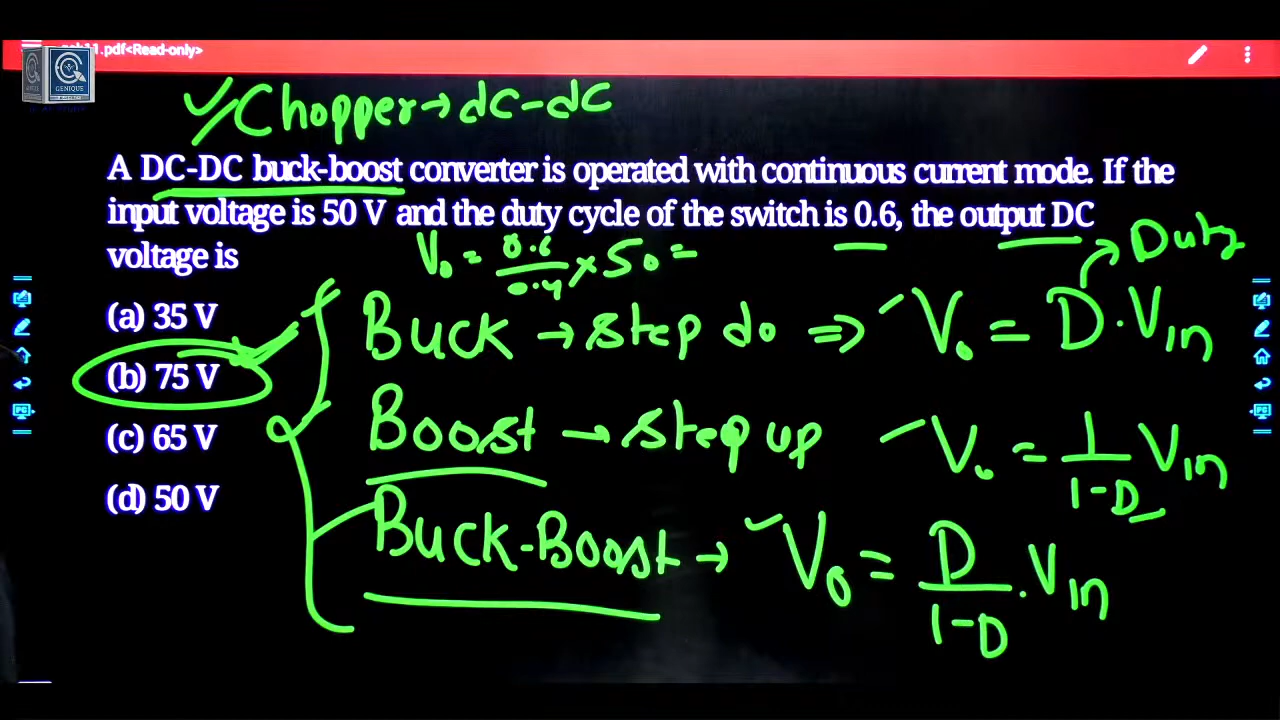 .pdf<Read-only>
GENIQUE
Chopper → dC-dC
A DC-DC buck-boost converter is operated with continuous current mode. If the
input voltage is 50 V and the duty cycle of the switch is 0.6, the output DC
voltage is
V₀ = 0.6/0.4 × 50 =
Duty
(a) 35 V
Buck → step do ⇒ V₀ = D·Vin
(b) 75 V
Boost → step up V₀ = 1/1-D Vin
(c) 65 V
(d) 50 V
Buck-Boost → V₀ = D/1-D · Vin